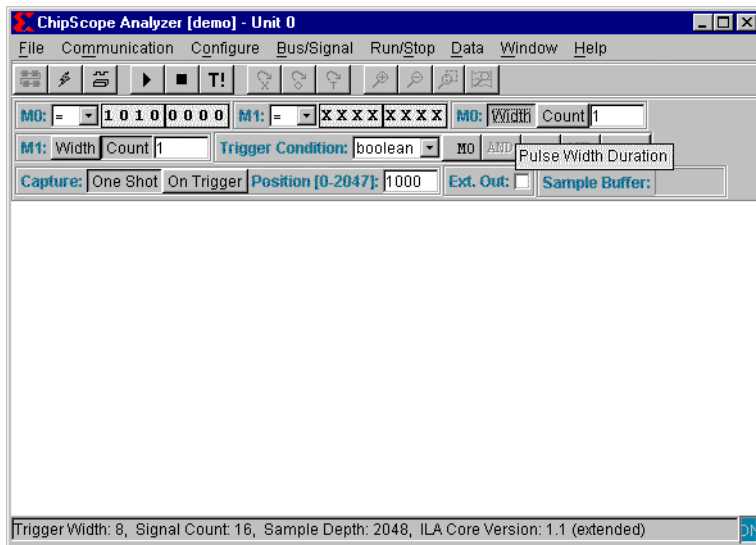 ChipScope Analyzer [demo] - Unit 0
File Communication Configure Bus/Signal Run/Stop Data Window Help
T!
M0: = 1 0 1 0 0 0 0 0 M1: = X X X X X X X X M0: Width Count 1
M1: Width Count 1 Trigger Condition: boolean M0 AND
Pulse Width Duration
Capture: One Shot On Trigger Position [0-2047]: 1000 Ext. Out: Sample Buffer:
Trigger Width: 8, Signal Count: 16, Sample Depth: 2048, ILA Core Version: 1.1 (extended) ON